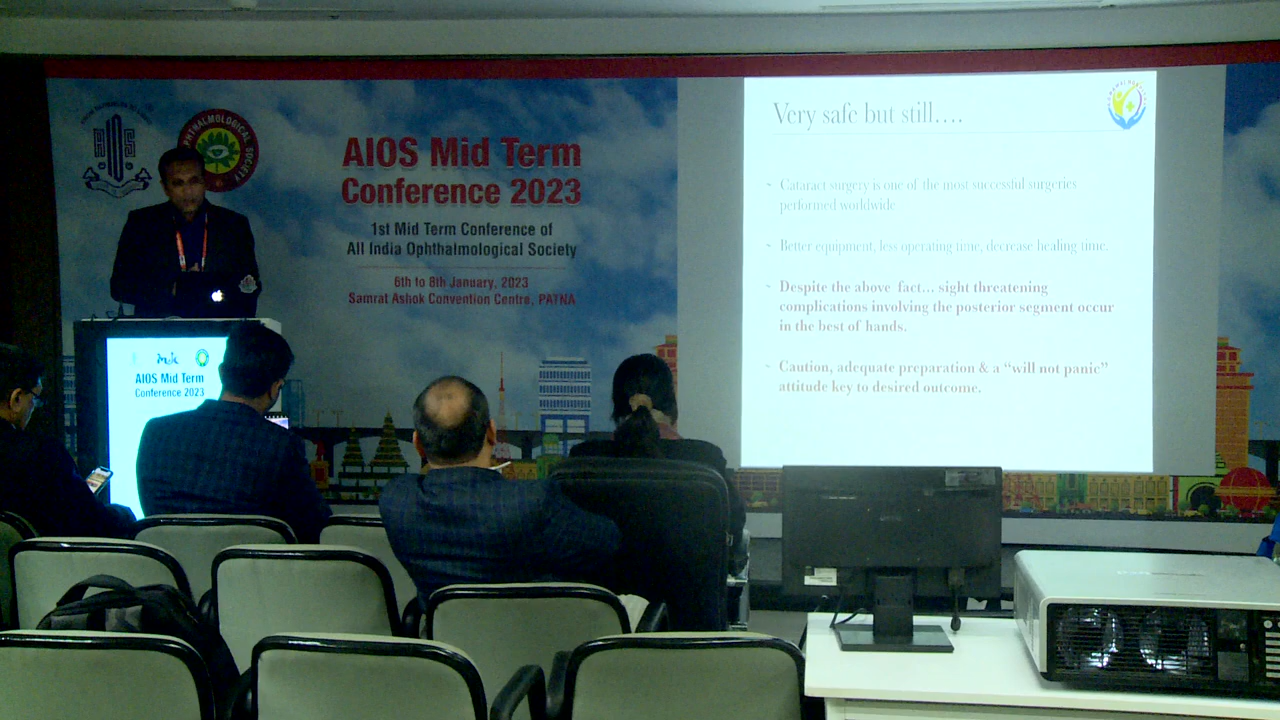 AIOS Mid Term
Conference 2023
1st Mid Term Conference of
All India Ophthalmological Society
6th to 8th January, 2023
Samrat Ashok Convention Centre, PATNA
OPHTHALMOLOGICAL SOCIETY
AIOS Mid Term
Conference 2023
Very safe but still....
Cataract surgery is one of the most successful surgeries
performed worldwide
Better equipment, less operating time, decrease healing time.
Despite the above fact... sight threatening
complications involving the posterior segment occur
in the best of hands.
Caution, adequate preparation & a “will not panic”
attitude key to desired outcome.